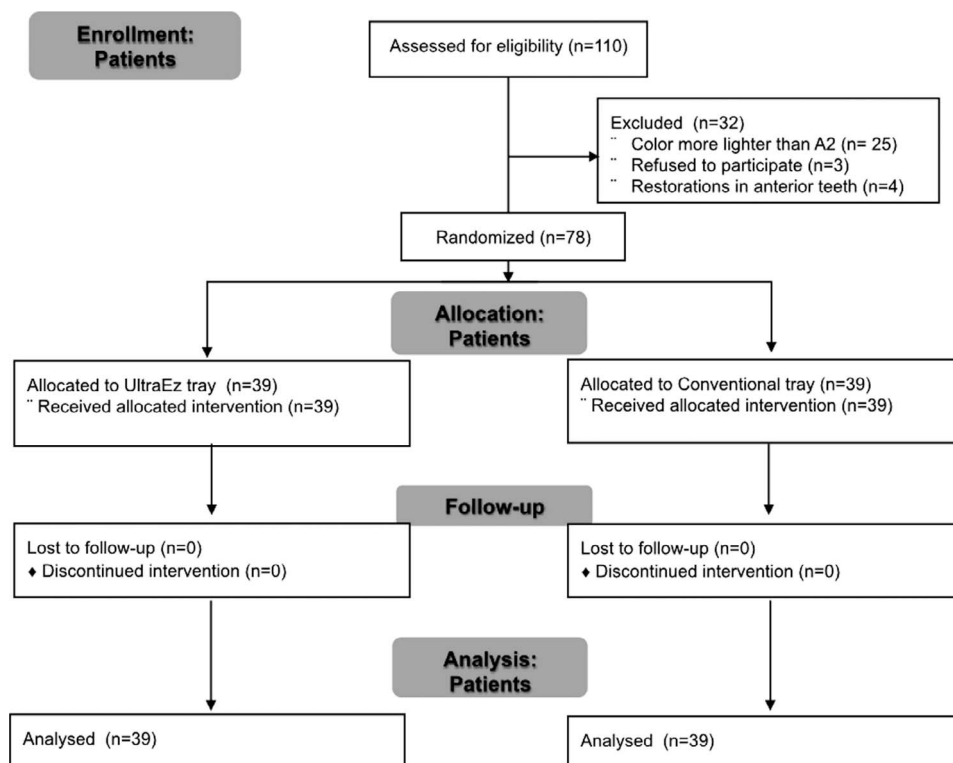 Enrollment:
Patients
Assessed for eligibility (n=110)
Excluded (n=32)
¨ Color more lighter than A2 (n= 25)
¨ Refused to participate (n=3)
¨ Restorations in anterior teeth (n=4)
Randomized (n=78)
Allocation:
Patients
Allocated to UltraEz tray (n=39)
¨ Received allocated intervention (n=39)
Allocated to Conventional tray (n=39)
¨ Received allocated intervention (n=39)
Follow-up
Lost to follow-up (n=0)
♦ Discontinued intervention (n=0)
Lost to follow-up (n=0)
♦ Discontinued intervention (n=0)
Analysis:
Patients
Analysed (n=39)
Analysed (n=39)